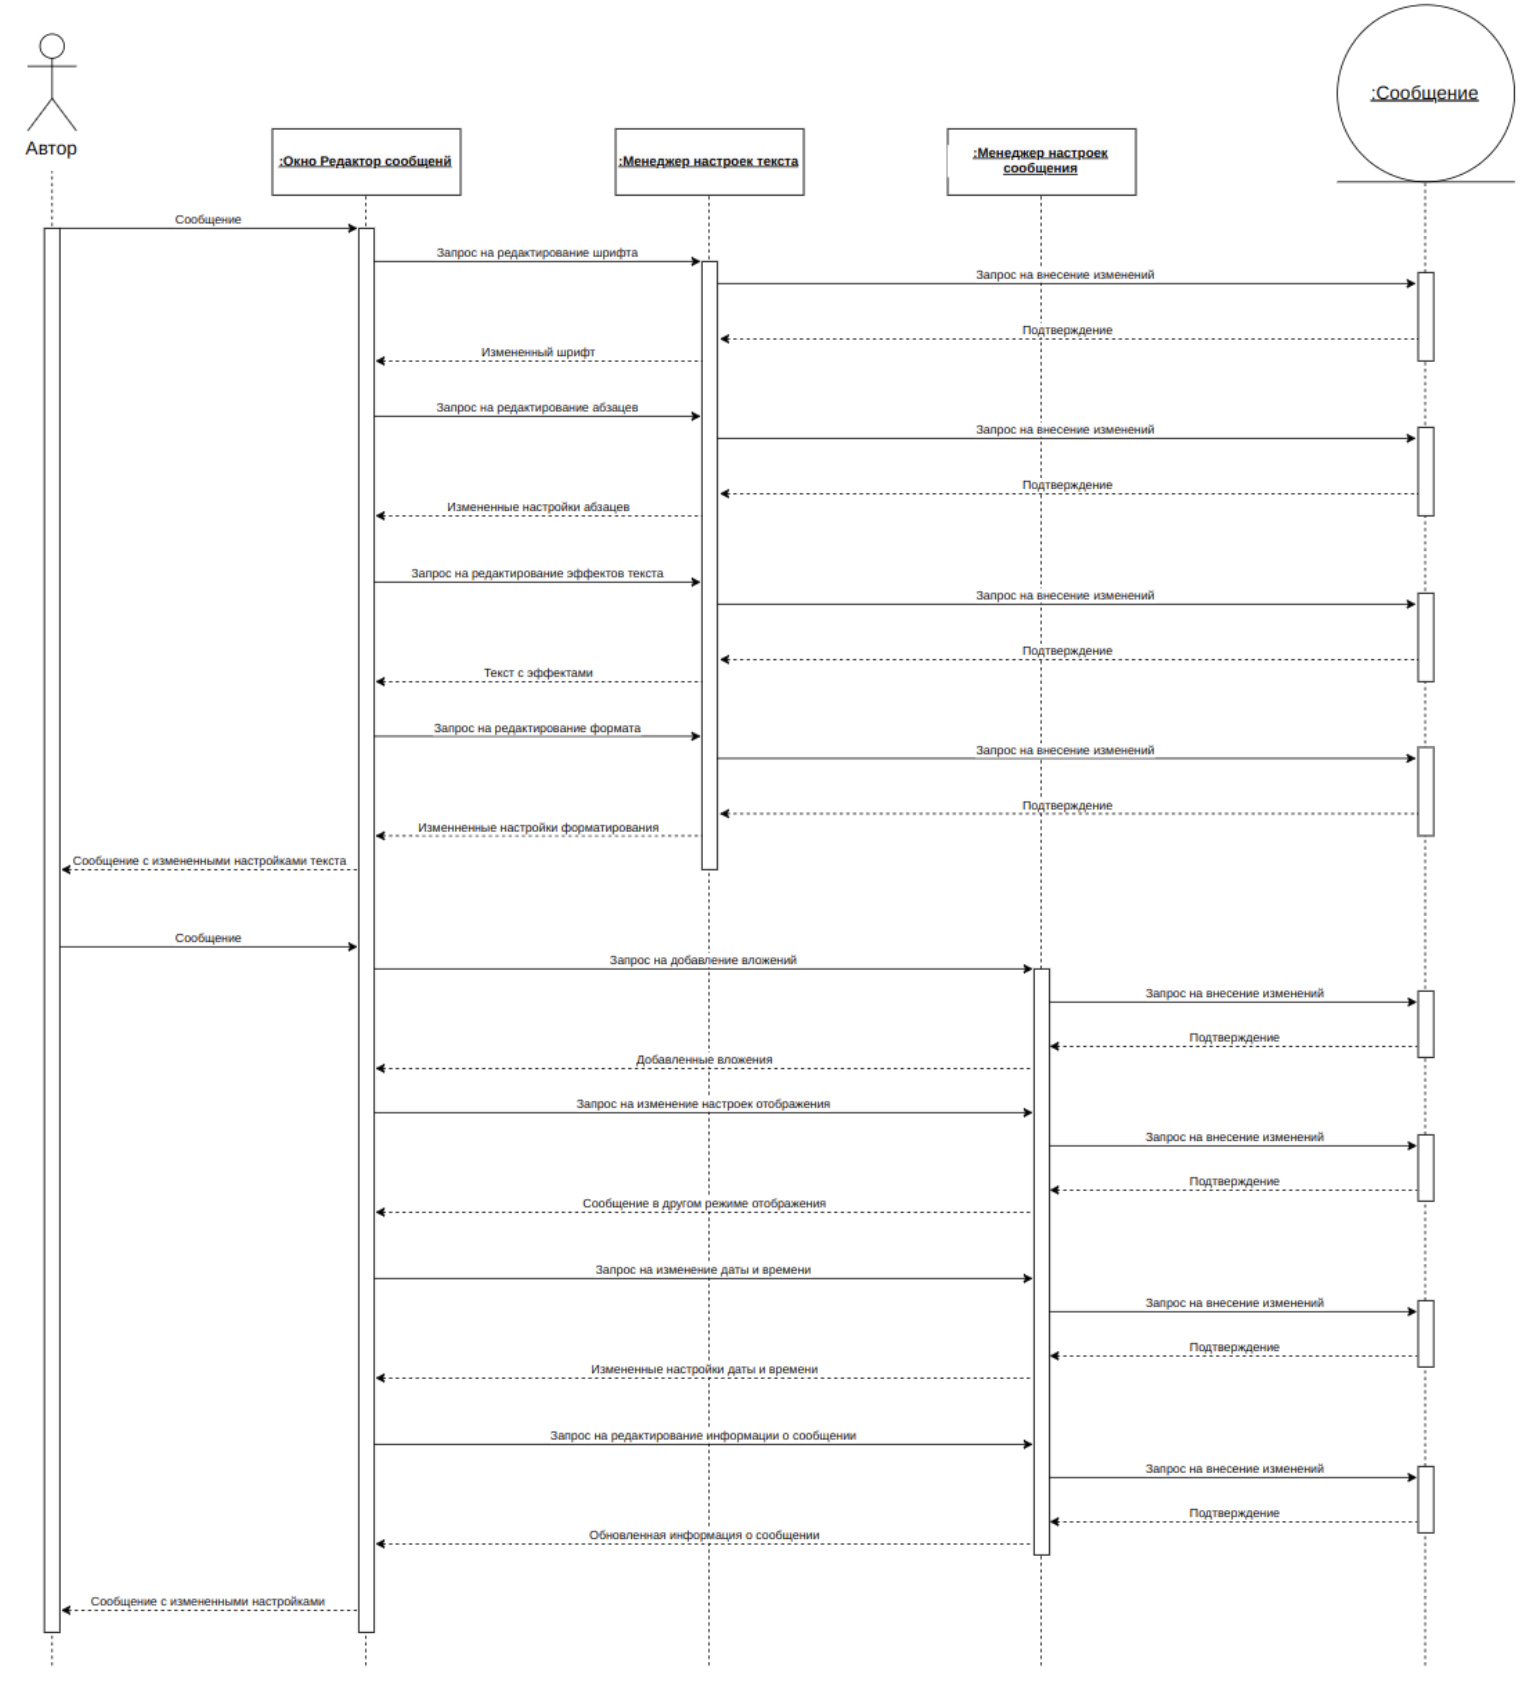 :Сообщение
Автор
:Окно Редактор сообщенй
:Менеджер настроек текста
:Менеджер настроек
сообщения
Сообщение
Запрос на редактирование шрифта
Запрос на внесение изменений
Подтверждение
Измененный шрифт
Запрос на редактирование абзацев
Запрос на внесение изменений
Подтверждение
Измененные настройки абзацев
Запрос на редактирование эффектов текста
Запрос на внесение изменений
Подтверждение
Текст с эффектами
Запрос на редактирование формата
Запрос на внесение изменений
Подтверждение
Изменненные настройки форматирования
Сообщение с измененными настройками текста
Сообщение
Запрос на добавление вложений
Запрос на внесение изменений
Подтверждение
Добавленные вложения
Запрос на изменение настроек отображения
Запрос на внесение изменений
Подтверждение
Сообщение в другом режиме отображения
Запрос на изменение даты и времени
Запрос на внесение изменений
Подтверждение
Измененные настройки даты и времени
Запрос на редактирование информации о сообщении
Запрос на внесение изменений
Подтверждение
Обновленная информация о сообщении
Сообщение с измененными настройками